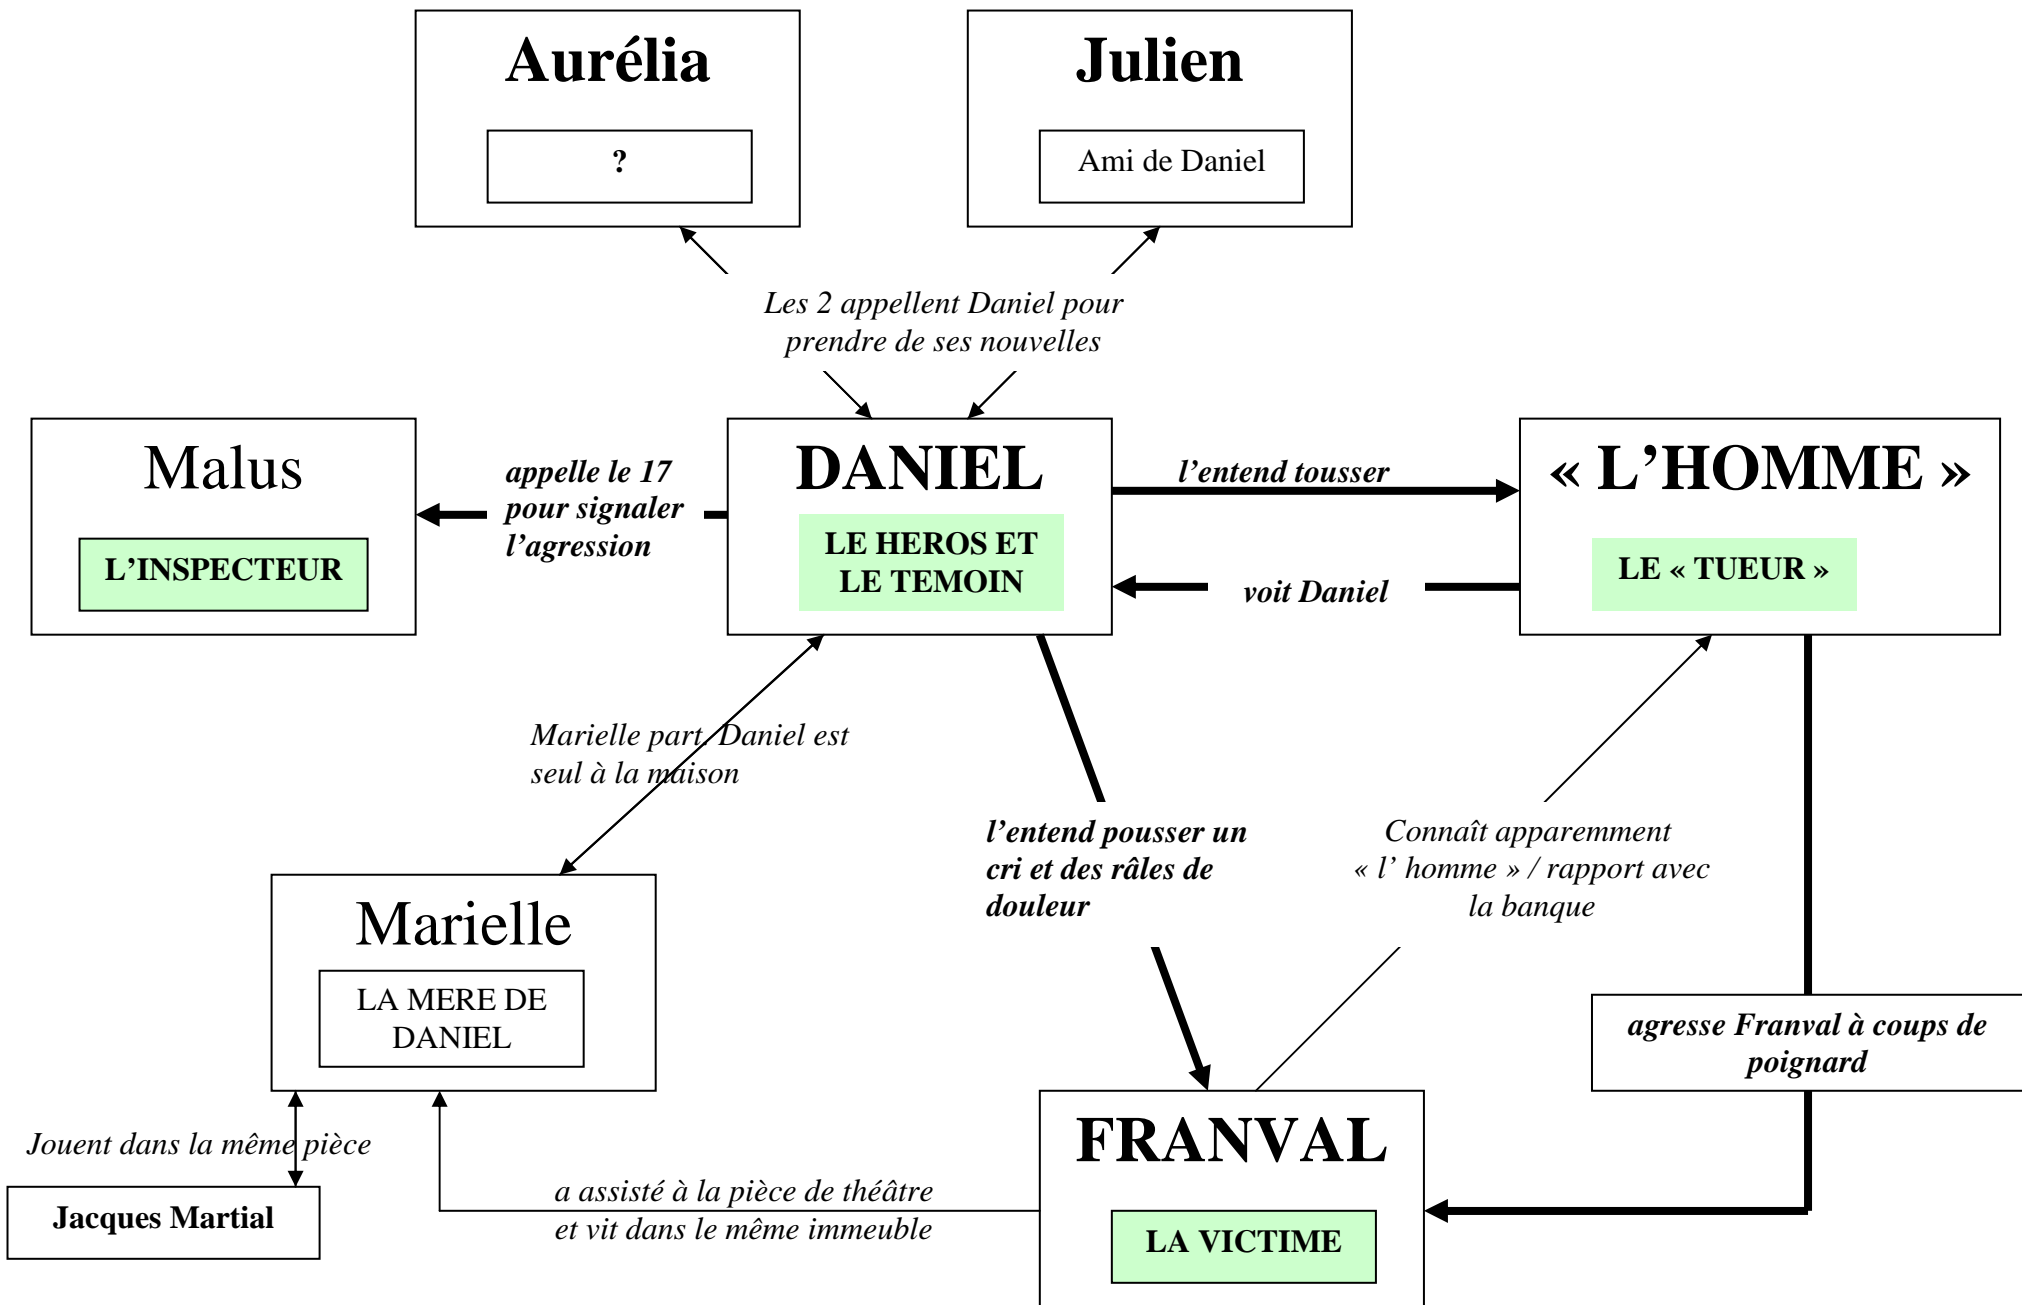 Aurélia
?
Julien
Ami de Daniel
Les 2 appellent Daniel pour
prendre de ses nouvelles
Malus
L’INSPECTEUR
appelle le 17
pour signaler
l’agression
DANIEL
LE HEROS ET
LE TEMOIN
l’entend tousser
voit Daniel
« L’HOMME »
LE « TUEUR »
Marielle part. Daniel est
seul à la maison
l’entend pousser un
cri et des râles de
douleur
Connaît apparemment
« l’ homme » / rapport avec
la banque
Marielle
LA MERE DE
DANIEL
agresse Franval à coups de
poignard
Jouent dans la même pièce
Jacques Martial
a assisté à la pièce de théâtre
et vit dans le même immeuble
FRANVAL
LA VICTIME